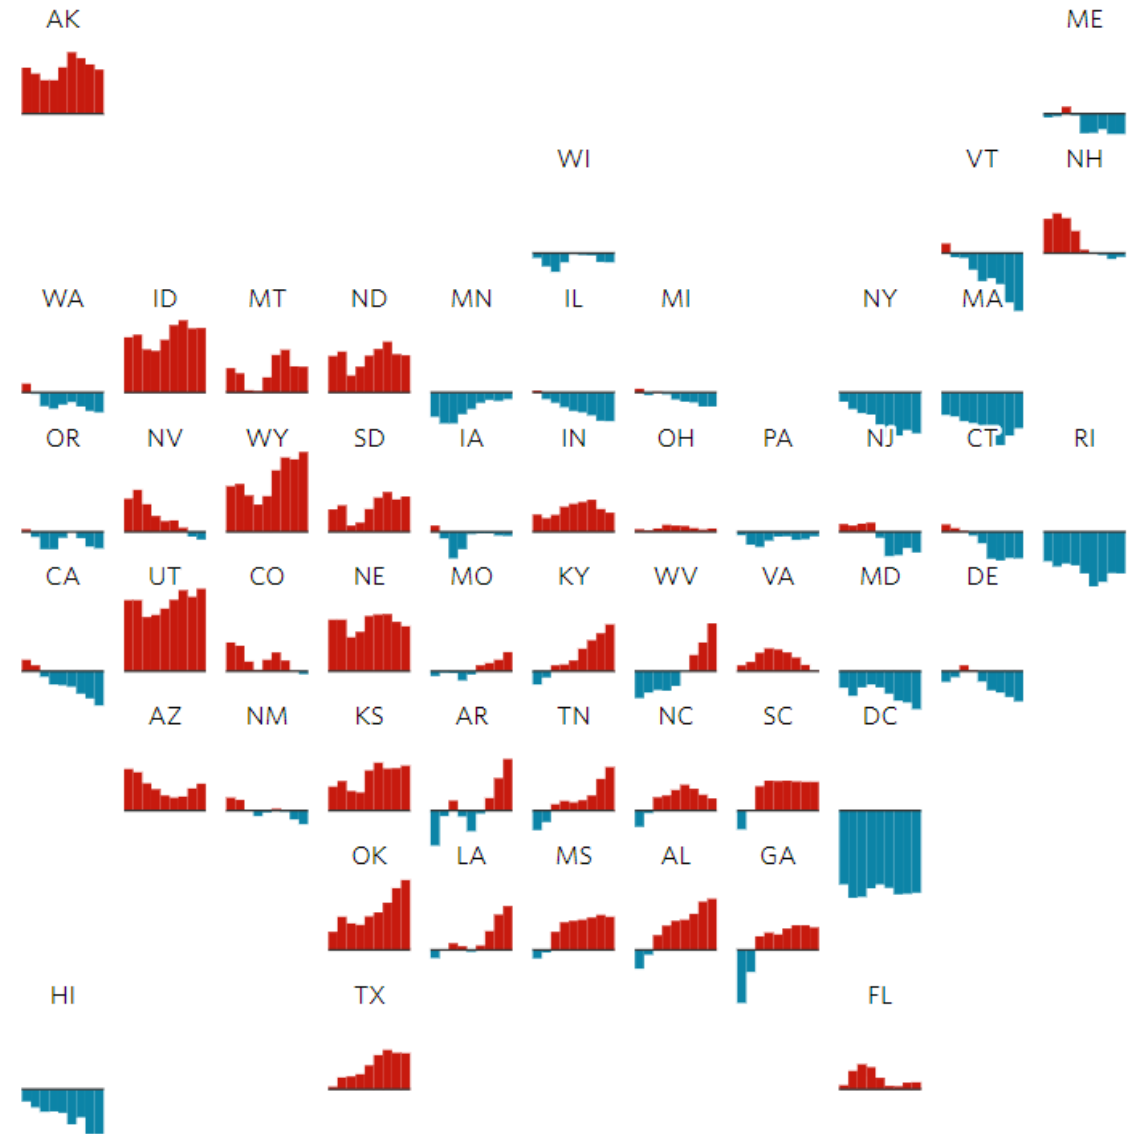 AK ME
WI VT NH
WA ID MT ND MN IL MI NY MA
OR NV WY SD IA IN OH PA NJ CT RI
CA UT CO NE MO KY WV VA MD DE
AZ NM KS AR TN NC SC DC
OK LA MS AL GA
HI TX FL